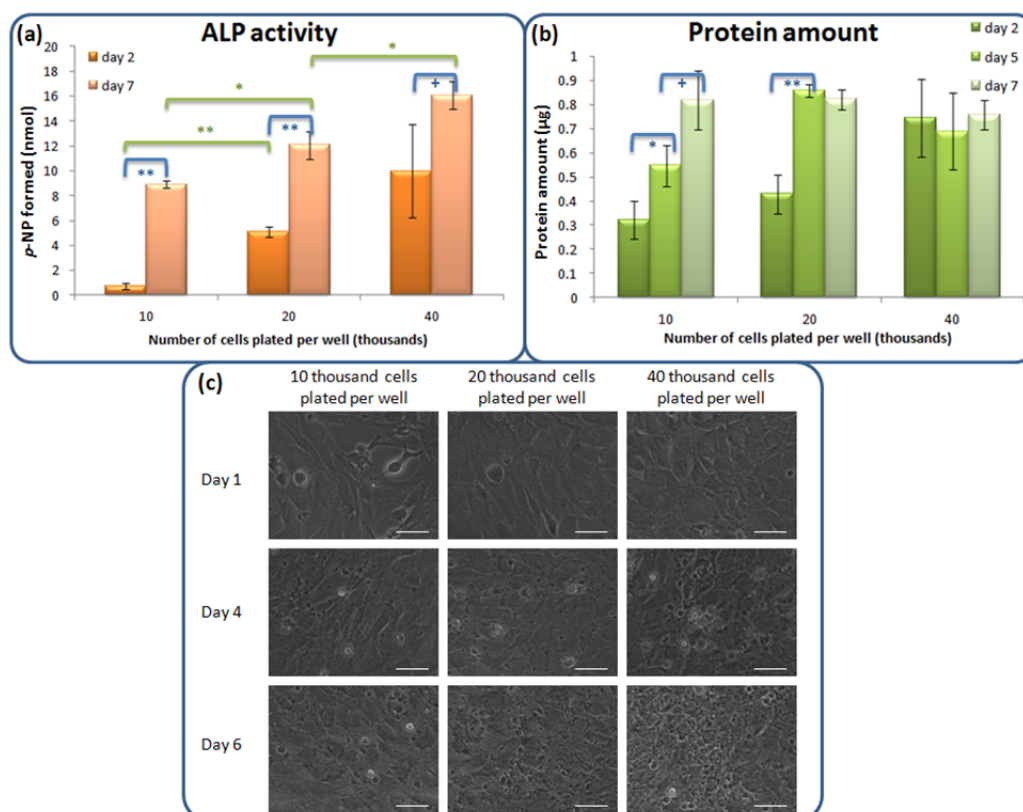 (a)
ALP activity
day 2
day 7
p-NP formed (nmol)
20
18
16
14
12
10
8
6
4
2
0
**
**
**
*
*
+
10
20
40
Number of cells plated per well (thousands)
(b)
Protein amount
day 2
day 5
day 7
Protein amount (µg)
1
0.9
0.8
0.7
0.6
0.5
0.4
0.3
0.2
0.1
0
*
+
**
10
20
40
Number of cells plated per well (thousands)
(c)
10 thousand cells
plated per well
20 thousand cells
plated per well
40 thousand cells
plated per well
Day 1
Day 4
Day 6